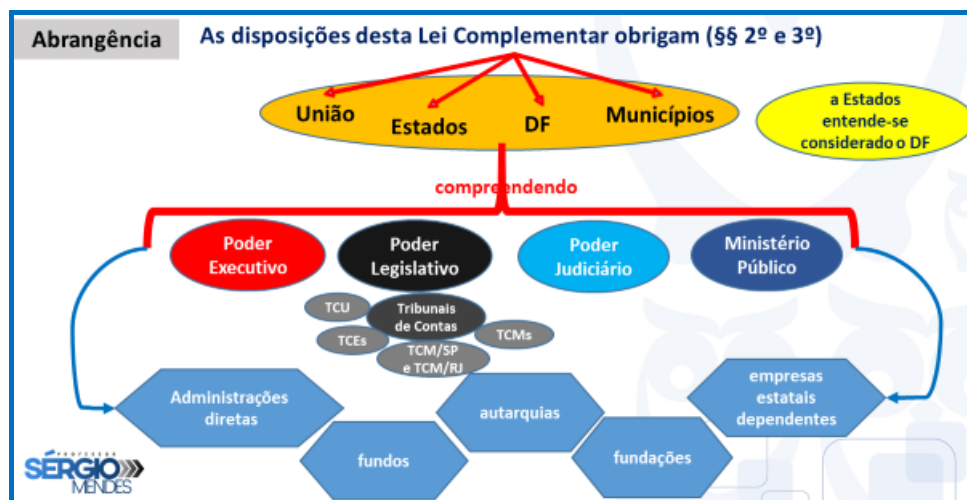 Abrangência
As disposições desta Lei Complementar obrigam (§§ 2º e 3º)
União
Estados
DF
Municípios
a Estados
entende-se
considerado o DF
compreendendo
Poder
Executivo
Poder
Legislativo
Poder
Judiciário
Ministério
Público
TCU
Tribunais
de Contas
TCEs
TCMs
TCM/SP
e TCM/RJ
Administrações
diretas
fundos
autarquias
fundações
empresas
estatais
dependentes
PROFESSOR
SÉRGIO
MENDES